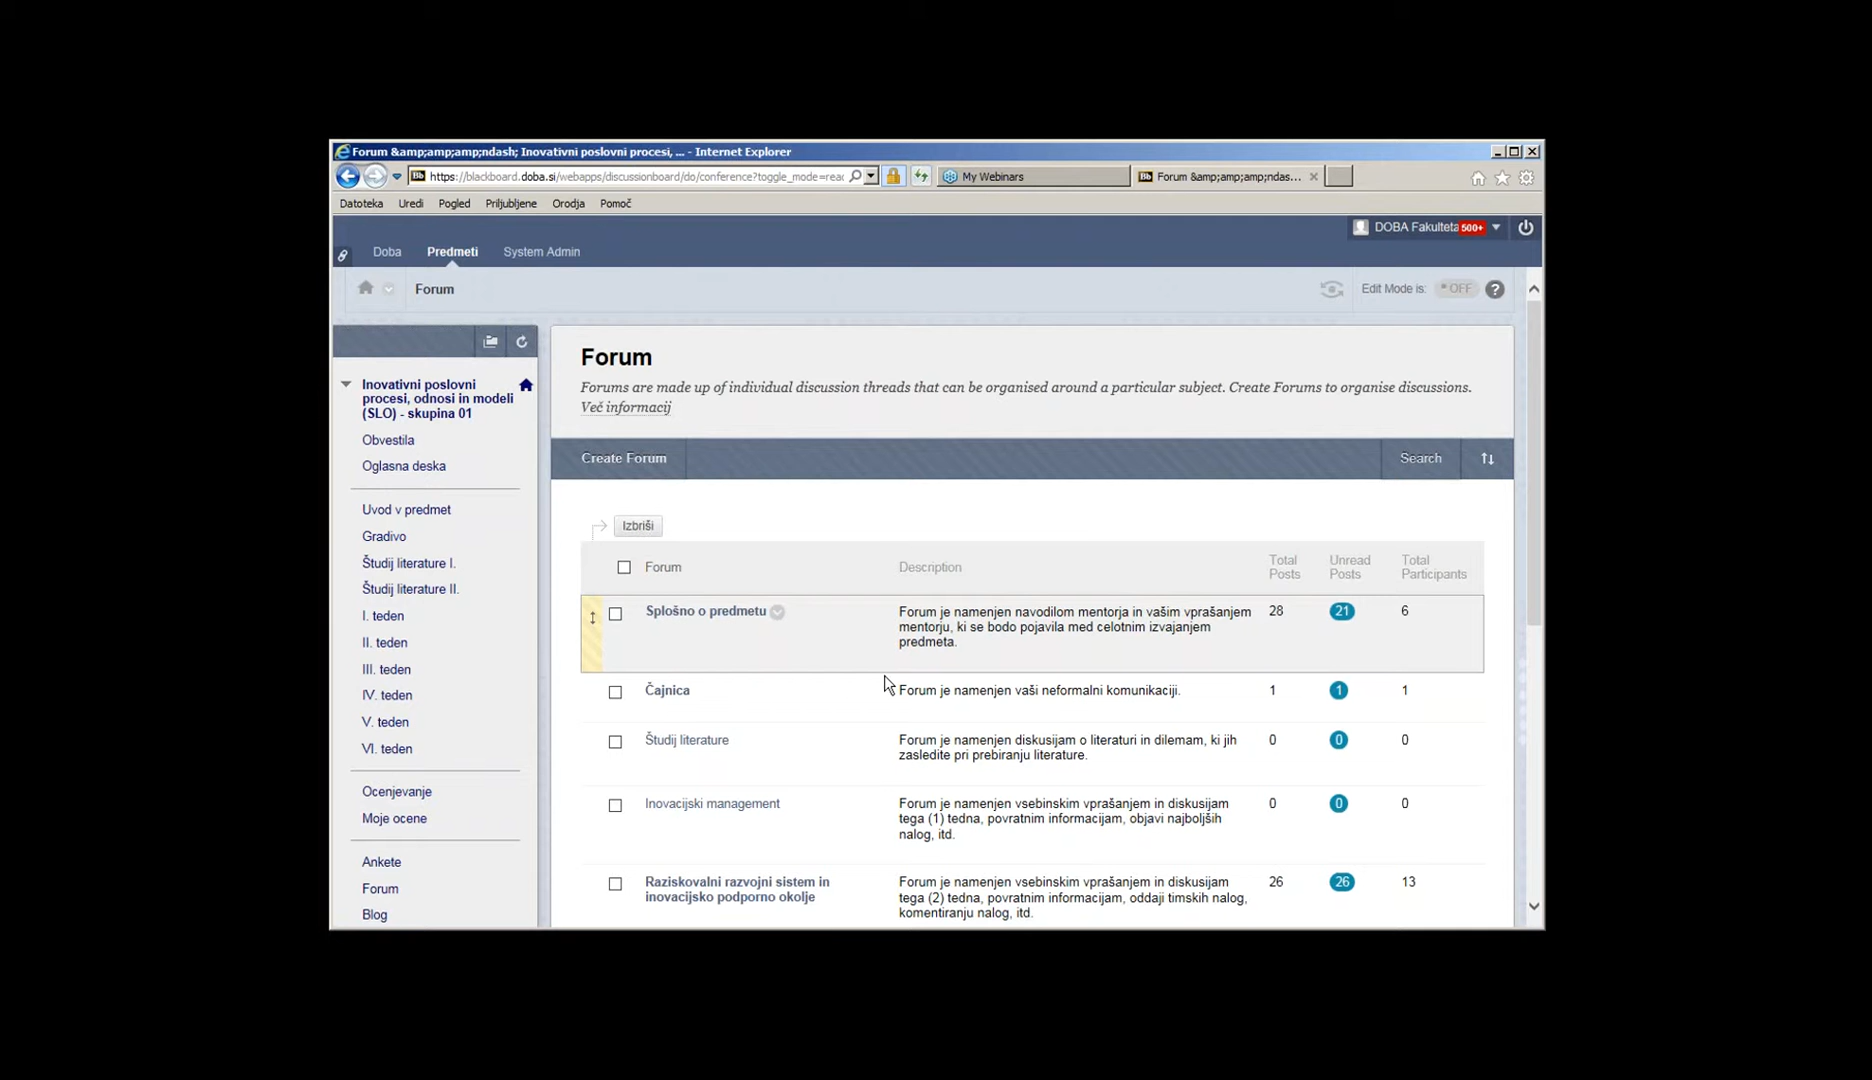 Forum &amp;amp;amp;ndash; Inovativni poslovni procesi, ... - Internet Explorer
https://blackboard.doba.si/webapps/discussionboard/do/conference?toggle_mode=reac
My Webinars
Forum &amp;amp;amp;ndas...
Datoteka Uredi Pogled Priljubljene Orodja Pomoč
DOBA Fakulteta 500+
Doba Predmeti System Admin
Forum
Edit Mode is: OFF ?
Inovativni poslovni
procesi, odnosi in modeli
(SLO) - skupina 01
Obvestila
Oglasna deska
Uvod v predmet
Gradivo
Študij literature I.
Študij literature II.
I. teden
II. teden
III. teden
IV. teden
V. teden
VI. teden
Ocenjevanje
Moje ocene
Ankete
Forum
Blog
Forum
Forums are made up of individual discussion threads that can be organised around a particular subject. Create Forums to organise discussions.
Več informacij
Create Forum
Search
Izbriši
Forum Description Total Posts Unread Posts Total Participants
Splošno o predmetu
Forum je namenjen navodilom mentorja in vašim vprašanjem
mentorju, ki se bodo pojavila med celotnim izvajanjem
predmeta.
28 21 6
Čajnica
Forum je namenjen vaši neformalni komunikaciji.
1 1 1
Študij literature
Forum je namenjen diskusijam o literaturi in dilemam, ki jih
zasledite pri prebiranju literature.
0 0 0
Inovacijski management
Forum je namenjen vsebinskim vprašanjem in diskusijam
tega (1) tedna, povratnim informacijam, objavi najboljših
nalog, itd.
0 0 0
Raziskovalni razvojni sistem in
inovacijsko podporno okolje
Forum je namenjen vsebinskim vprašanjem in diskusijam
tega (2) tedna, povratnim informacijam, oddaji timskih nalog,
komentiranju nalog, itd.
26 26 13